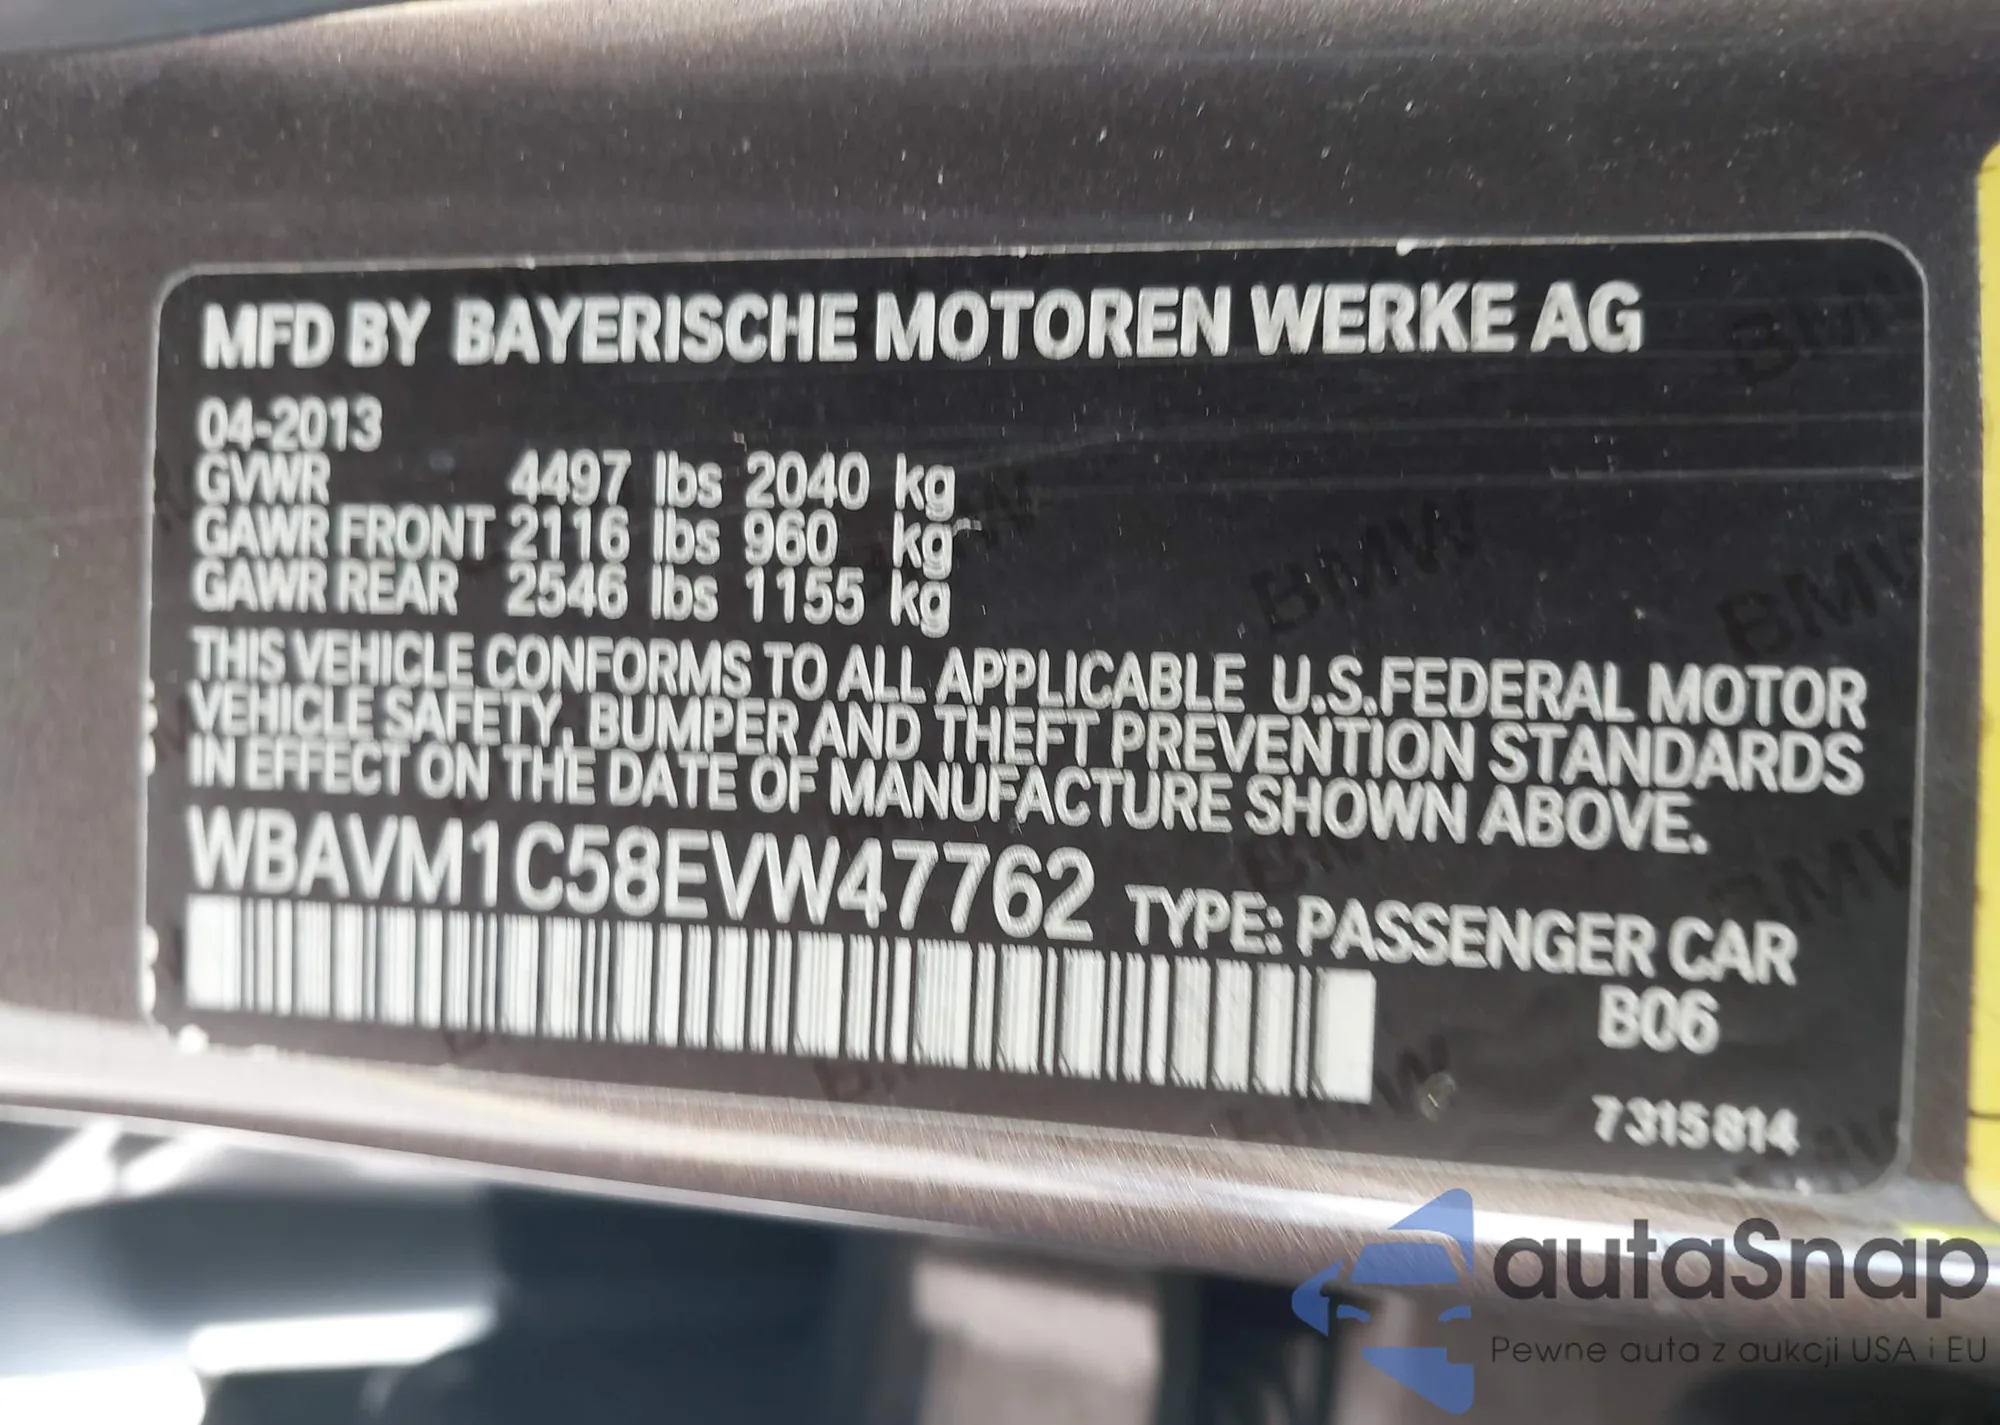 MFD BY BAYERISCHE MOTOREN WERKE AG
04-2013
GVWR 4497 lbs 2040 kg
GAWR FRONT 2116 lbs 960 kg
GAWR REAR 2546 lbs 1155 kg
THIS VEHICLE CONFORMS TO ALL APPLICABLE U.S.FEDERAL MOTOR
VEHICLE SAFETY, BUMPER AND THEFT PREVENTION STANDARDS
IN EFFECT ON THE DATE OF MANUFACTURE SHOWN ABOVE.
WBAVM1C58EVW47762 TYPE: PASSENGER CAR
B06
7315814
autaSnap
Pewne auta z aukcji USA i EU